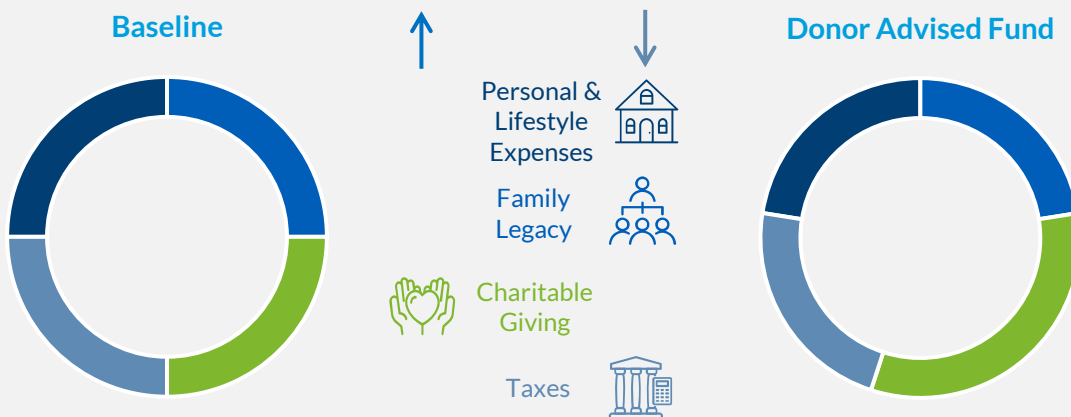 Baseline
Donor Advised Fund
Personal &
Lifestyle
Expenses
Family
Legacy
Charitable
Giving
Taxes